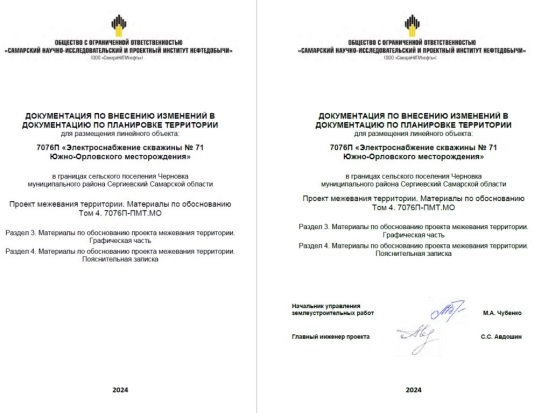 ОБЩЕСТВО С ОГРАНИЧЕННОЙ ОТВЕТСТВЕННОСТЬЮ
«САМАРСКИЙ НАУЧНО-ИССЛЕДОВАТЕЛЬСКИЙ И ПРОЕКТНЫЙ ИНСТИТУТ НЕФТЕДОБЫЧИ»
(ООО «СамараНИПИнефть»)
ДОКУМЕНТАЦИЯ ПО ВНЕСЕНИЮ ИЗМЕНЕНИЙ В
ДОКУМЕНТАЦИЮ ПО ПЛАНИРОВКЕ ТЕРРИТОРИИ
для размещения линейного объекта:
7076П «Электроснабжение скважины № 71
Южно-Орловского месторождения»
в границах сельского поселения Черновка
муниципального района Сергиевский Самарской области
Проект межевания территории. Материалы по обоснованию
Том 4. 7076П-ПМТ.МО
Раздел 3. Материалы по обоснованию проекта межевания территории.
Графическая часть
Раздел 4. Материалы по обоснованию проекта межевания территории.
Пояснительная записка
2024
ОБЩЕСТВО С ОГРАНИЧЕННОЙ ОТВЕТСТВЕННОСТЬЮ
«САМАРСКИЙ НАУЧНО-ИССЛЕДОВАТЕЛЬСКИЙ И ПРОЕКТНЫЙ ИНСТИТУТ НЕФТЕДОБЫЧИ»
(ООО «СамараНИПИнефть»)
ДОКУМЕНТАЦИЯ ПО ВНЕСЕНИЮ ИЗМЕНЕНИЙ В
ДОКУМЕНТАЦИЮ ПО ПЛАНИРОВКЕ ТЕРРИТОРИИ
для размещения линейного объекта:
7076П «Электроснабжение скважины № 71
Южно-Орловского месторождения»
в границах сельского поселения Черновка
муниципального района Сергиевский Самарской области
Проект межевания территории. Материалы по обоснованию
Том 4. 7076П-ПМТ.МО
Раздел 3. Материалы по обоснованию проекта межевания территории.
Графическая часть
Раздел 4. Материалы по обоснованию проекта межевания территории.
Пояснительная записка
Начальник управления
землеустроительных работ М.А. Чубенко
Главный инженер проекта С.С. Авдошин
2024